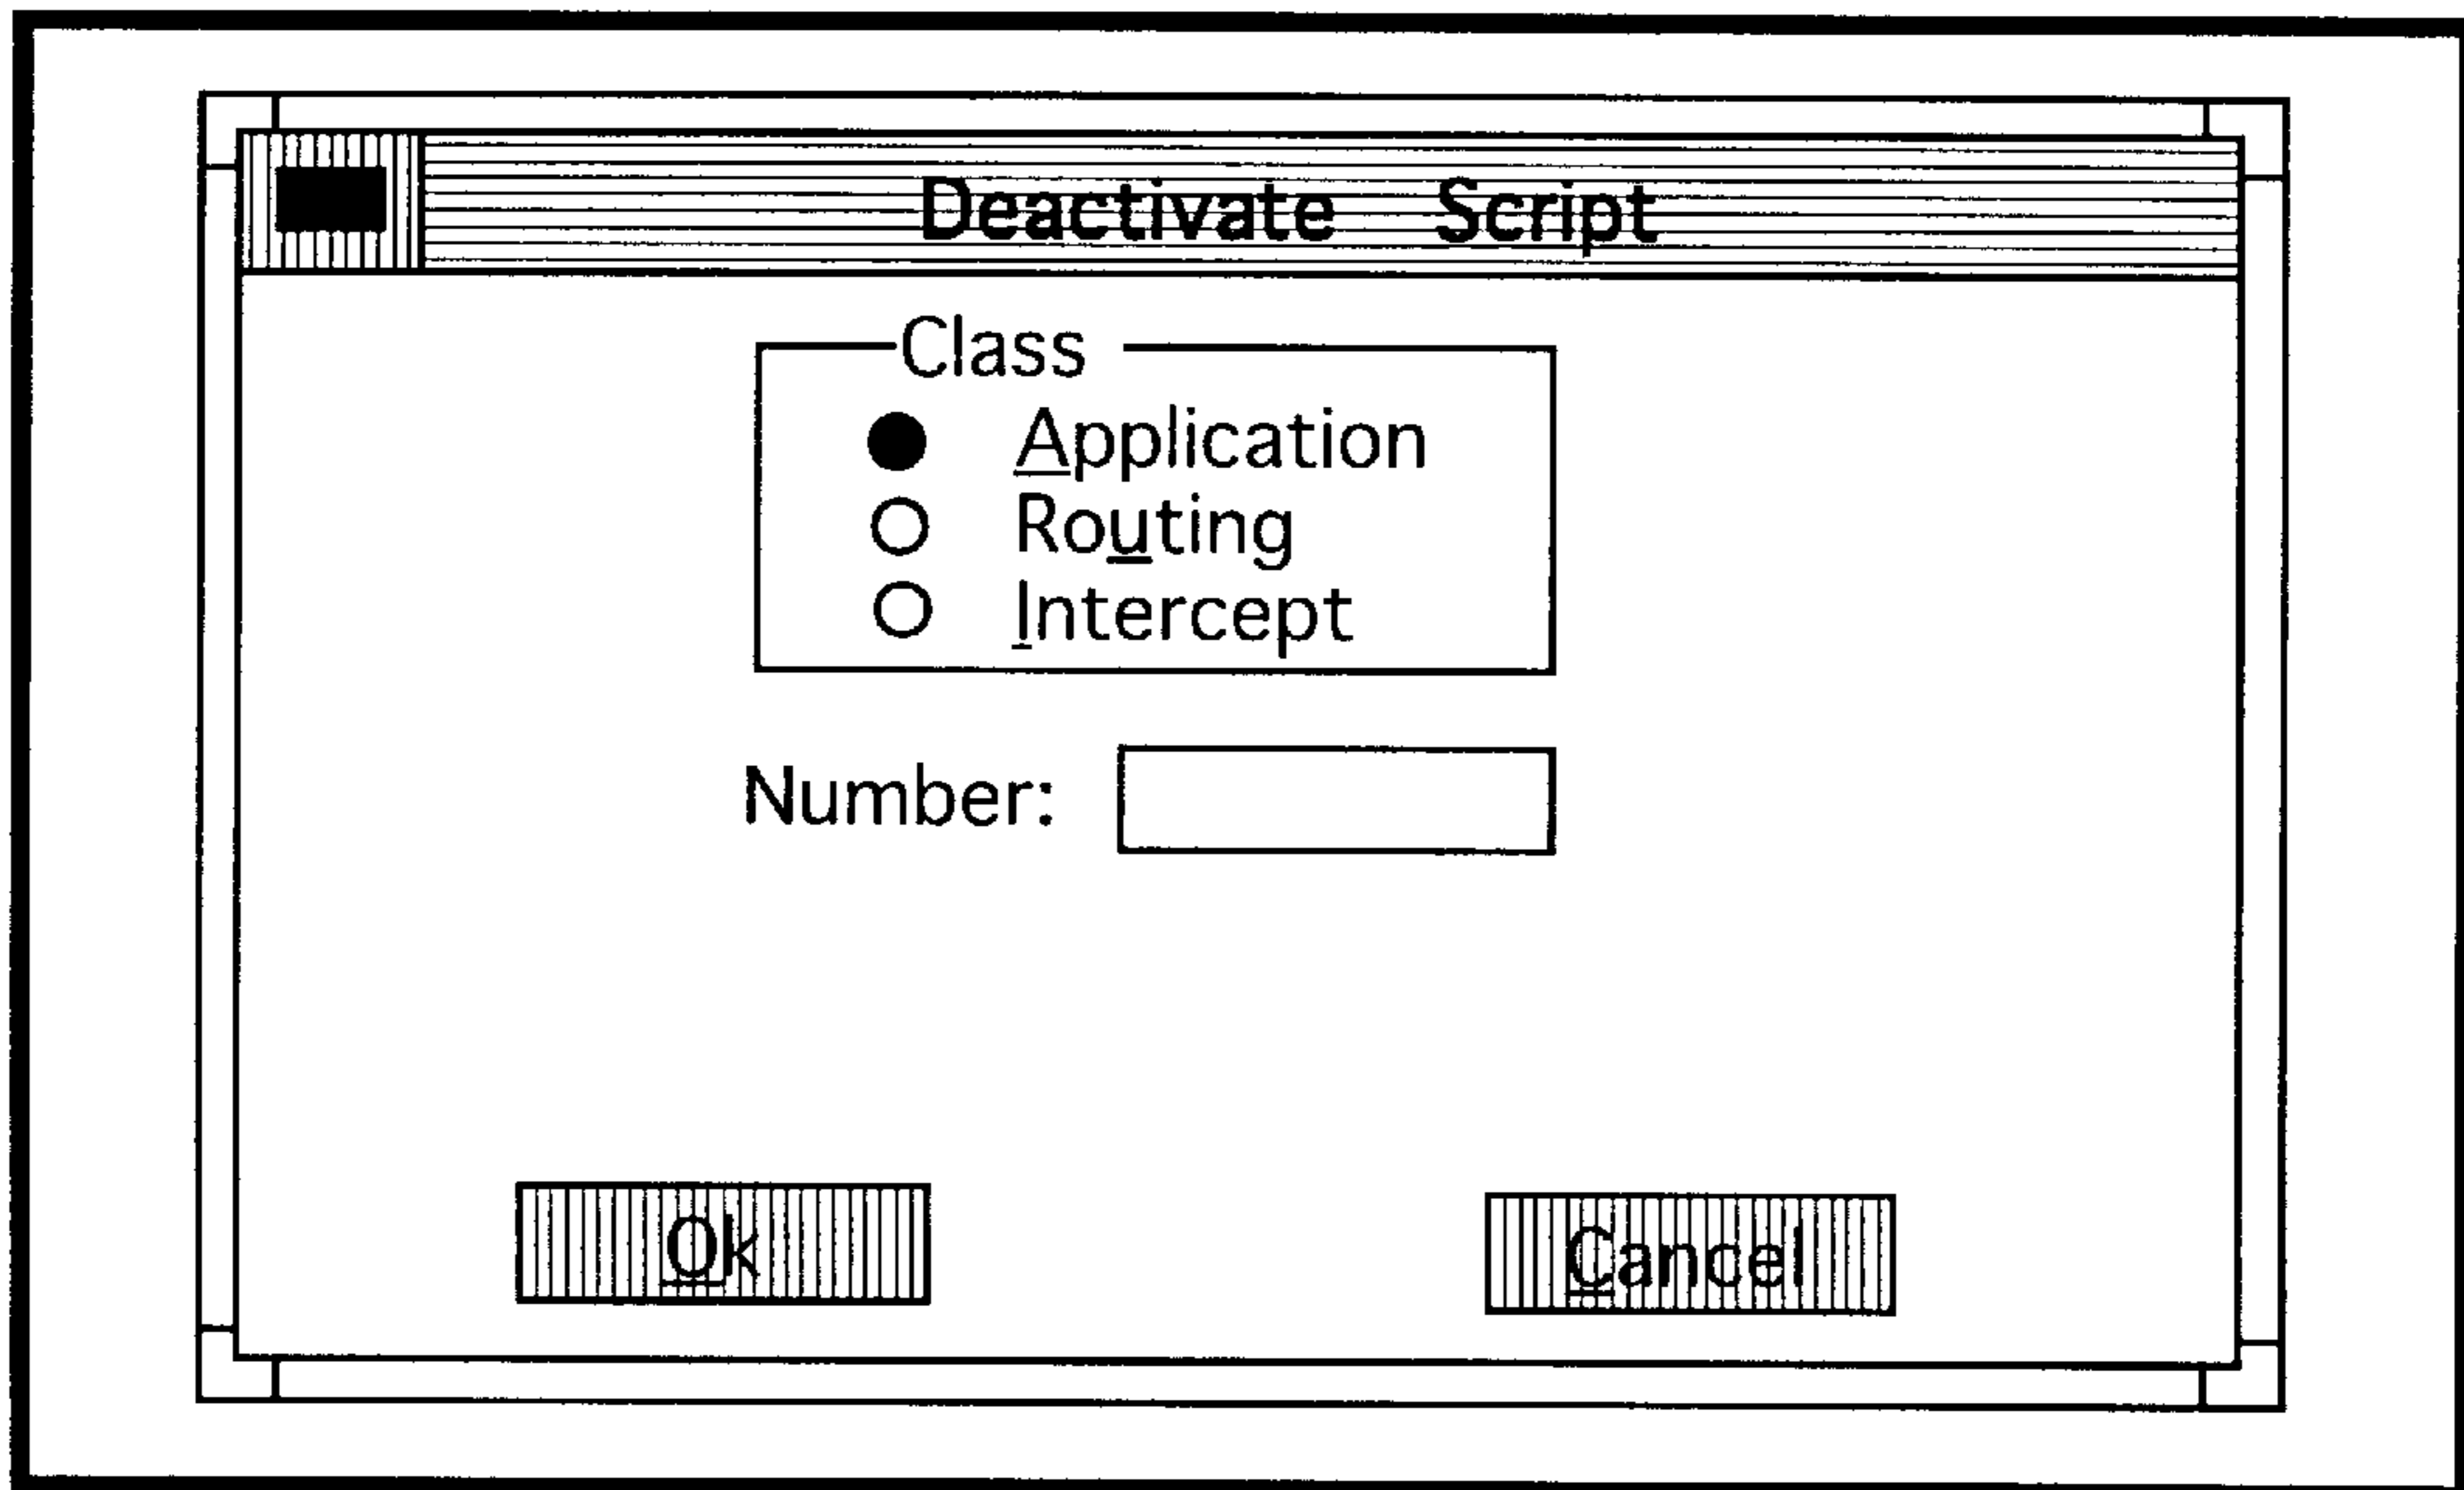 Deactivate Script
Class
Application
Routing
Intercept
Number:
Ok
Cancel